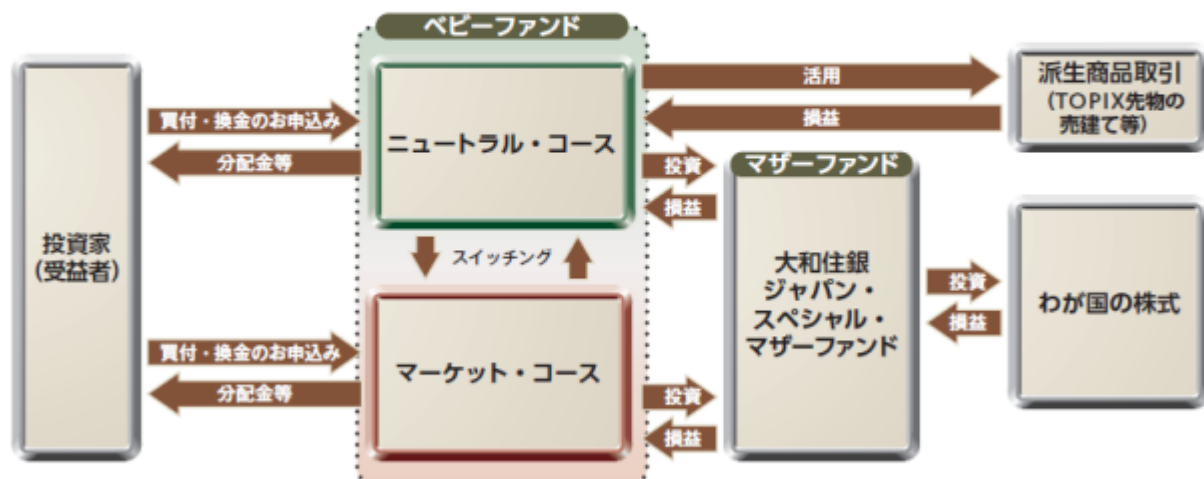 ベビーファンド
投資家
(受益者)
買付・換金のお申込み
分配金等
ニュートラル・コース
活用
損益
派生商品取引
(TOPIX先物の
売建て等)
投資
損益
スイッチング
買付・換金のお申込み
分配金等
マーケット・コース
投資
損益
マザーファンド
大和住銀
ジャパン・
スペシャル・
マザーファンド
投資
損益
わが国の株式